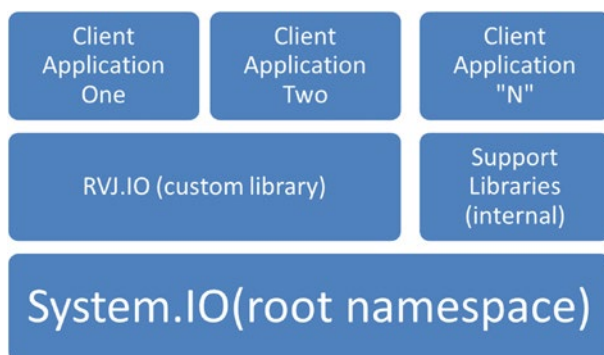 Client
Application
One
Client
Application
Two
Client
Application
"N"
RVJ.IO (custom library)
Support
Libraries
(internal)
System.IO(root namespace)